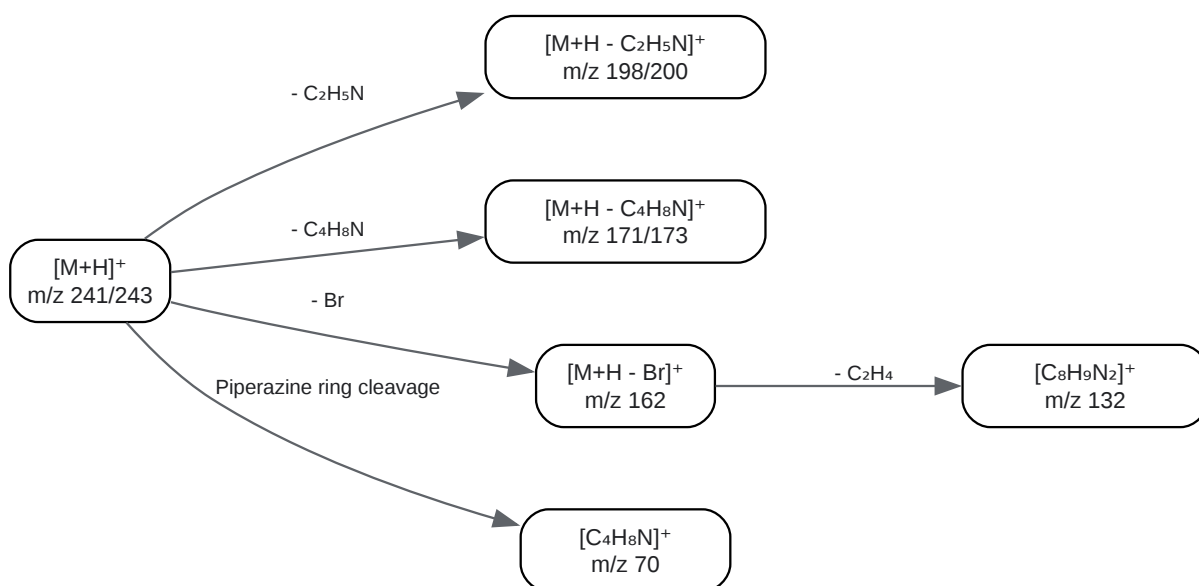 [M+H - C₂H₅N]⁺
m/z 198/200
- C₂H₅N
[M+H - C₄H₈N]⁺
m/z 171/173
- C₄H₈N
[M+H]⁺
m/z 241/243
- Br
[M+H - Br]⁺
m/z 162
- C₂H₄
[C₈H₉N₂]⁺
m/z 132
Piperazine ring cleavage
[C₄H₈N]⁺
m/z 70